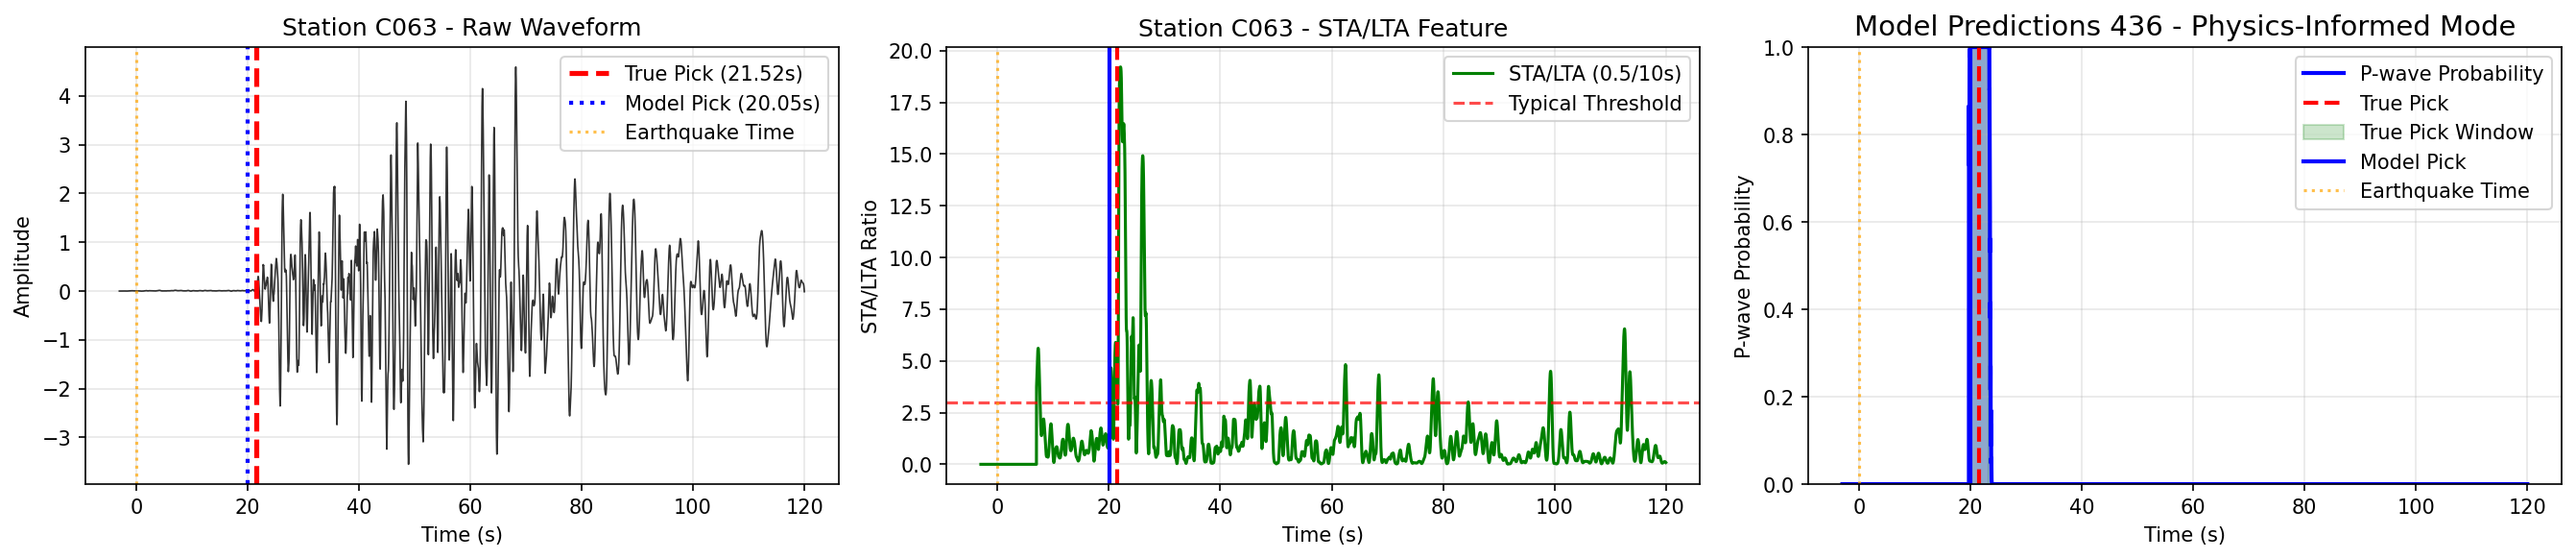 Station C063 - Raw Waveform
Amplitude
4
3
2
1
0
−1
−2
−3
True Pick (21.52s)
Model Pick (20.05s)
Earthquake Time
0
20
40
60
80
100
120
Time (s)
Station C063 - STA/LTA Feature
STA/LTA Ratio
20.0
17.5
15.0
12.5
10.0
7.5
5.0
2.5
0.0
STA/LTA (0.5/10s)
Typical Threshold
0
20
40
60
80
100
120
Time (s)
Model Predictions 436 - Physics-Informed Mode
P-wave Probability
1.0
0.8
0.6
0.4
0.2
0.0
P-wave Probability
True Pick
True Pick Window
Model Pick
Earthquake Time
0
20
40
60
80
100
120
Time (s)